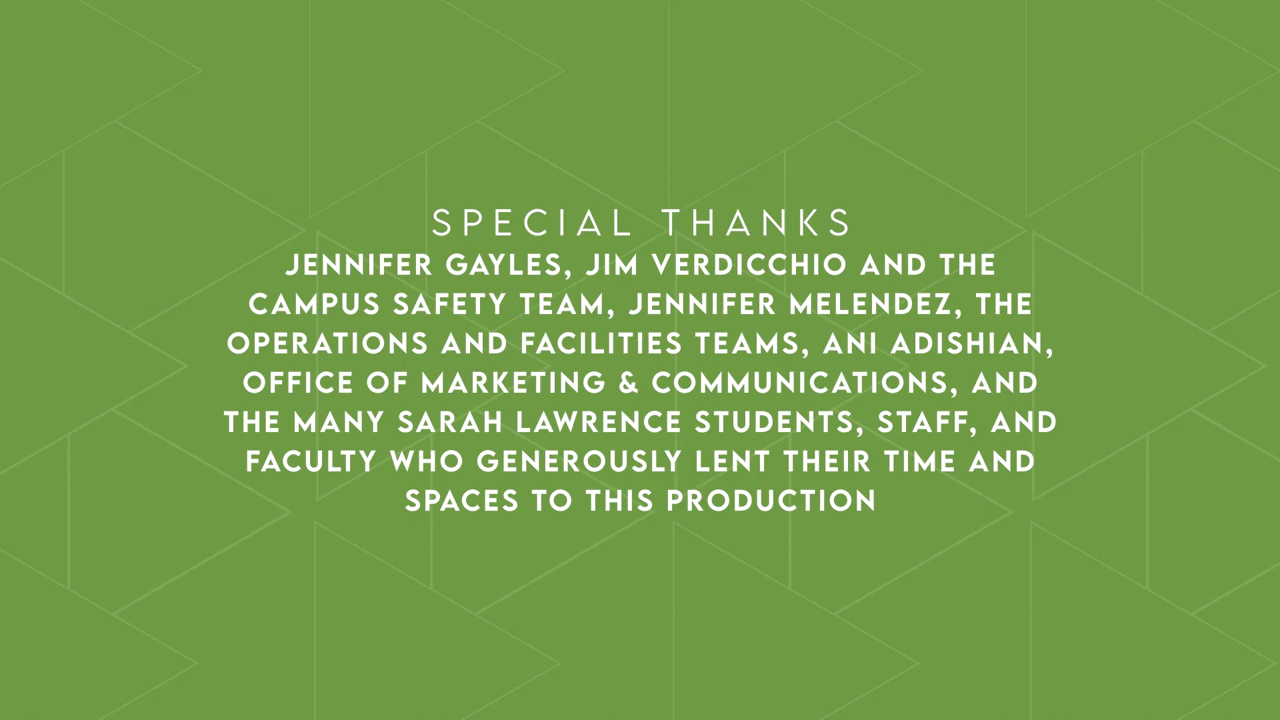 SPECIAL THANKS
JENNIFER GAYLES, JIM VERDICCHIO AND THE
CAMPUS SAFETY TEAM, JENNIFER MELENDEZ, THE
OPERATIONS AND FACILITIES TEAMS, ANI ADISHIAN,
OFFICE OF MARKETING & COMMUNICATIONS, AND
THE MANY SARAH LAWRENCE STUDENTS, STAFF, AND
FACULTY WHO GENEROUSLY LENT THEIR TIME AND
SPACES TO THIS PRODUCTION